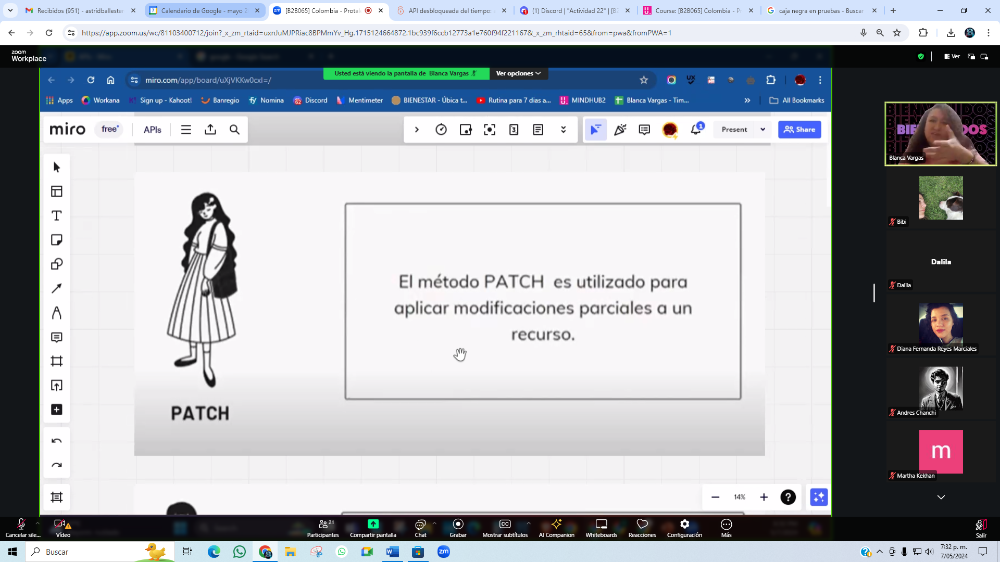 Recibidos (951) - astridballester
Calendario de Google - mayo 2
[B2B065] Colombia - Protale
API desbloqueada del tiempo: a
(1) Discord | "Actividad 22" | [B2
Course: [B2B065] Colombia - Pr
caja negra en pruebas - Buscar
https://app.zoom.us/wc/81103400712/join?_x_zm_rtaid=uxnJuMJPRiac8BPMmYv_Hg.1715124664872.1bc939f6ccb12773a1e760f94f221167&_x_zm_rhtaid=65&from=pwa&fromPWA=1
zoom
Workplace
Ver
Usted está viendo la pantalla de Blanca Vargas
Ver opciones
miro.com/app/board/uXjVKKw0cxI=/
Apps
Workana
Sign up - Kahoot!
Banregio
Nomina
62
Discord
Mentimeter
BIENESTAR - Úbica t...
Rutina para 7 dias a...
MINDHUB2
Blanca Vargas - Tim...
All Bookmarks
miro
free
APIs
1
Present
Share
El método PATCH es utilizado para
aplicar modificaciones parciales a un
recurso.
PATCH
14%
BIENVENIDOS
Blanca Vargas
Bibi
Dalila
Dalila
Diana Fernanda Reyes Marciales
Andres Chanchi
m
Martha Kekhan
Cancelar sile...
Vídeo
21
Participantes
Compartir pantalla
Chat
Grabar
Mostrar subtítulos
AI Companion
Whiteboards
Reacciones
Configuración
Más
Salir
Buscar
7:32 p. m.
7/05/2024